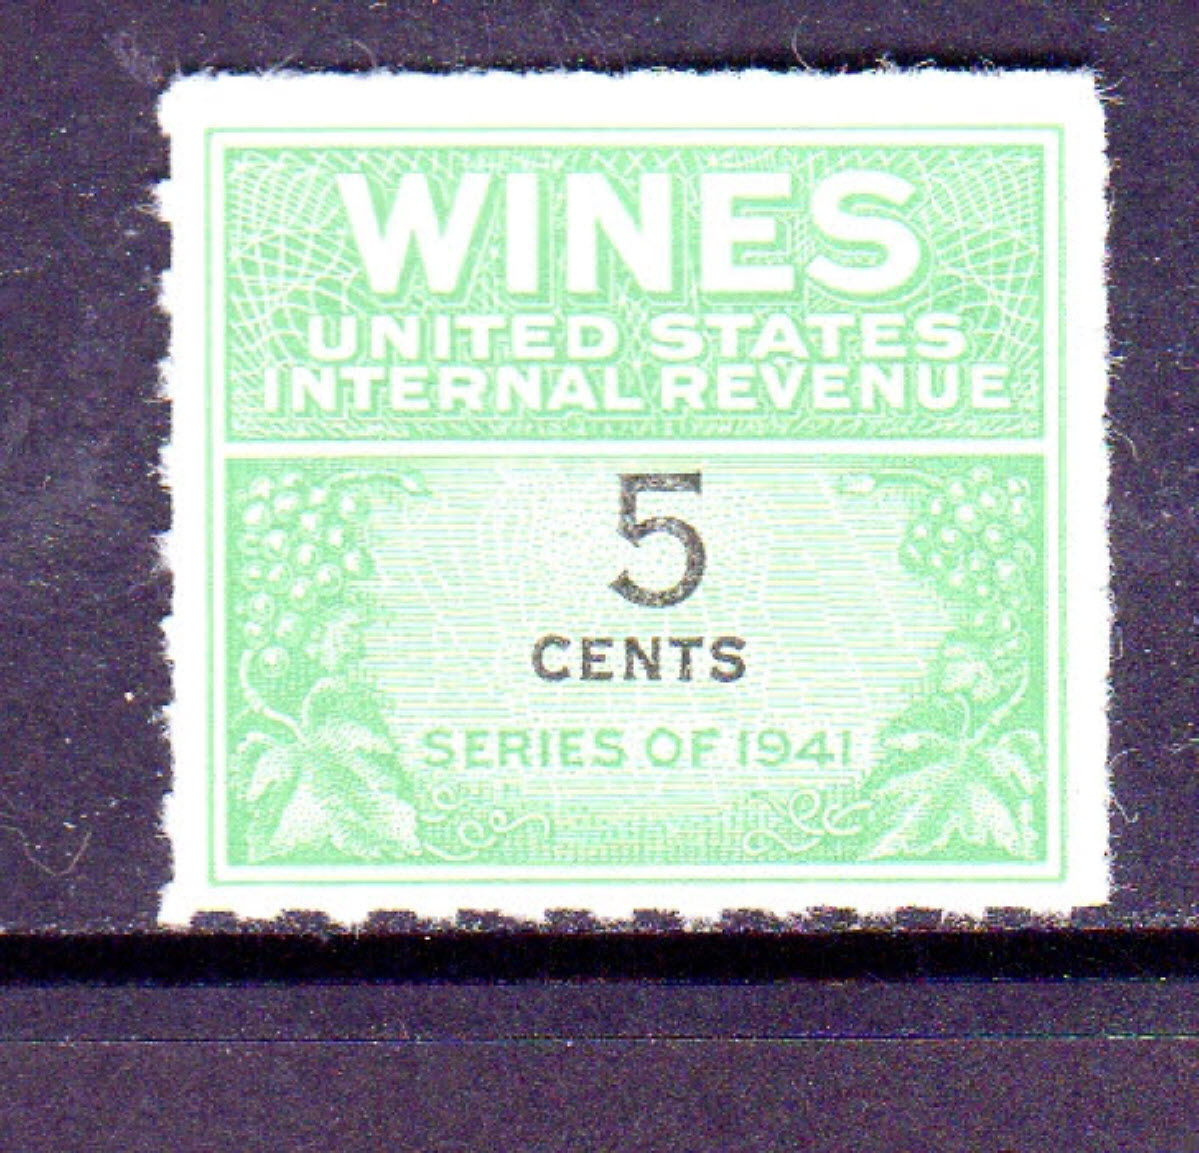 WINES
UNITED STATES
INTERNAL REVENUE
5
CENTS
SERIES OF 1941